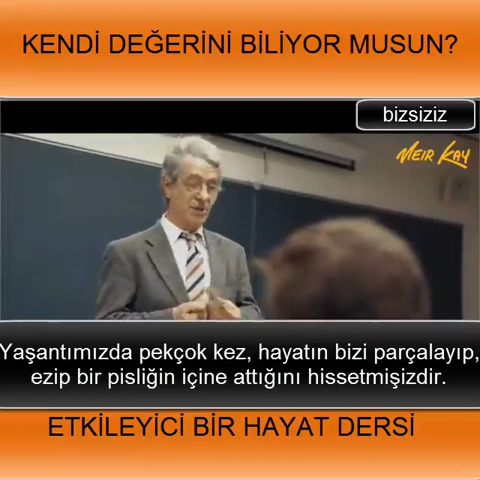 KENDİ DEĞERİNİ BİLİYOR MUSUN?
bizsiziz
MEIR KAY
Yaşantımızda pekçok kez, hayatın bizi parçalayıp,
ezip bir pisliğin içine attığını hissetmişizdir.
ETKİLEYİCİ BİR HAYAT DERSİ